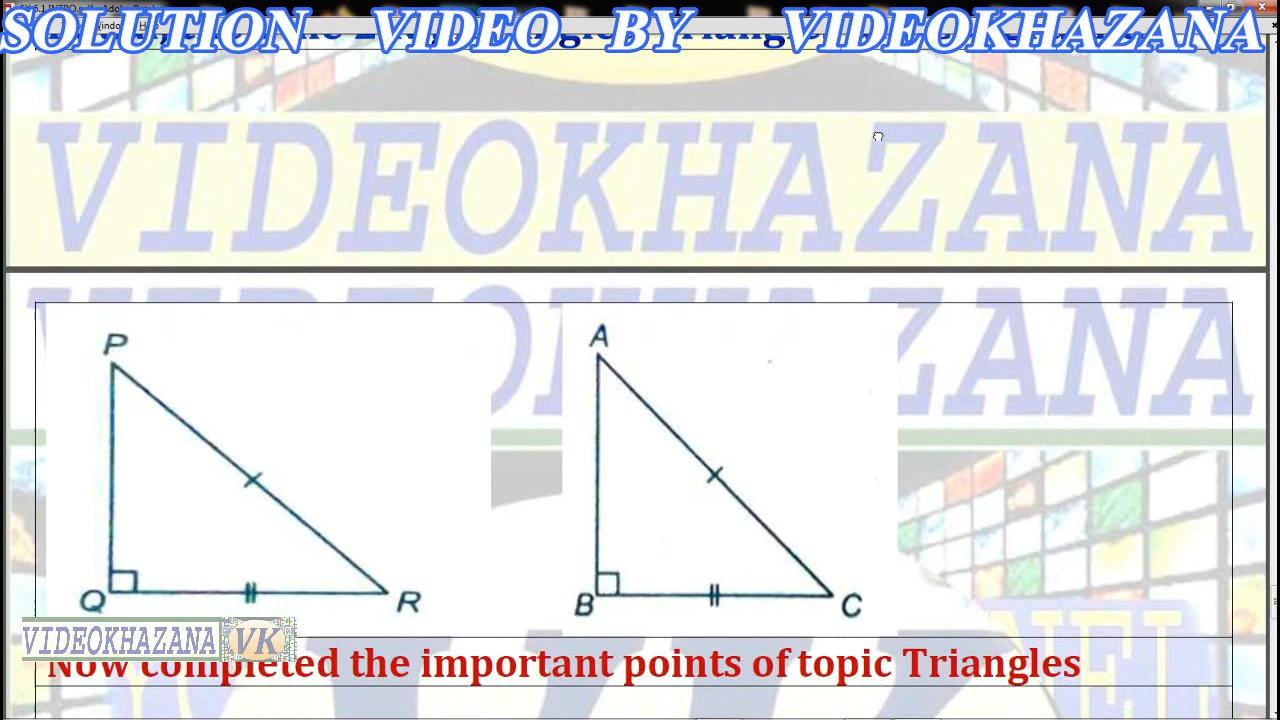 SOLUTION VIDEO BY VIDEOKHAZANA
VIDEOKHAZANA
P
A
Q
R
B
C
VIDEOKHAZANA VK
Now completed the important points of topic Triangles